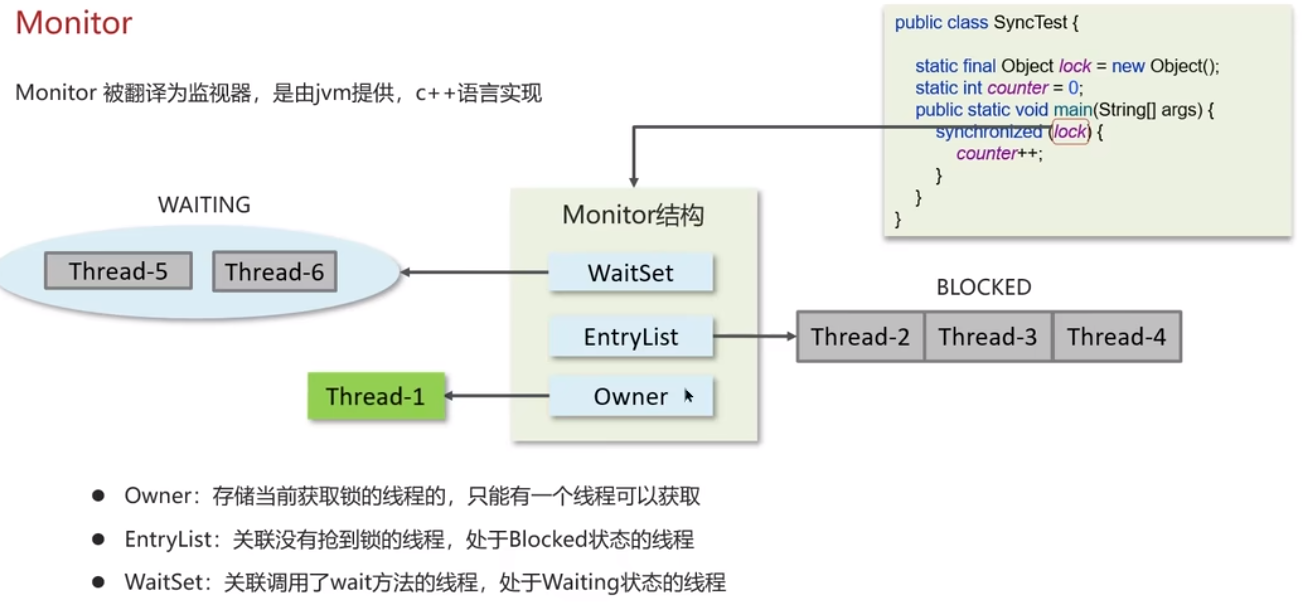 Monitor
Monitor 被翻译为监视器，是由jvm提供，c++语言实现
public class SyncTest {
static final Object lock = new Object();
static int counter = 0;
public static void main(String[] args) {
synchronized (lock) {
counter++;
}
}
}
WAITING
Thread-5
Thread-6
Monitor结构
WaitSet
EntryList
Owner
BLOCKED
Thread-2
Thread-3
Thread-4
Thread-1
● Owner：存储当前获取锁的线程的，只能有一个线程可以获取
● EntryList：关联没有抢到锁的线程，处于Blocked状态的线程
● WaitSet：关联调用了wait方法的线程，处于Waiting状态的线程